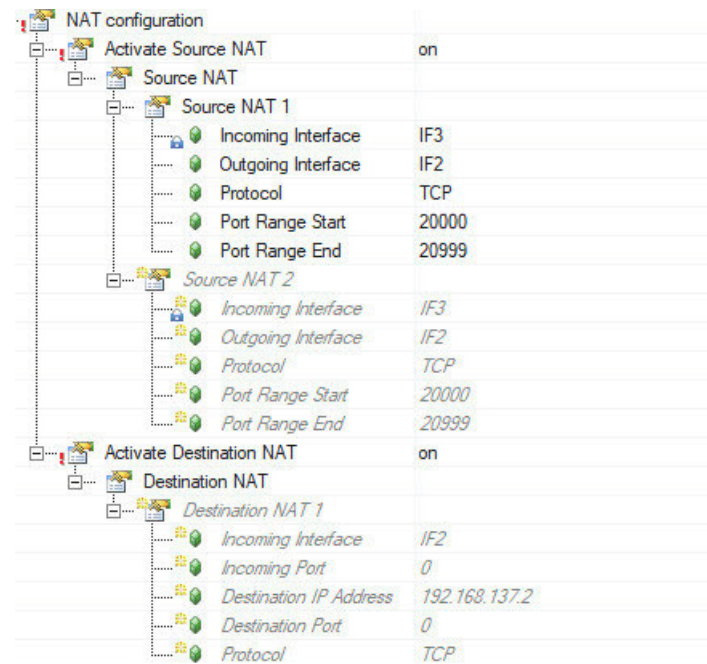 NAT configuration
Activate Source NAT on
Source NAT
Source NAT 1
Incoming Interface IF3
Outgoing Interface IF2
Protocol TCP
Port Range Start 20000
Port Range End 20999
Source NAT 2
Incoming Interface IF3
Outgoing Interface IF2
Protocol TCP
Port Range Start 20000
Port Range End 20999
Activate Destination NAT on
Destination NAT
Destination NAT 1
Incoming Interface IF2
Incoming Port 0
Destination IP Address 192.168.137.2
Destination Port 0
Protocol TCP